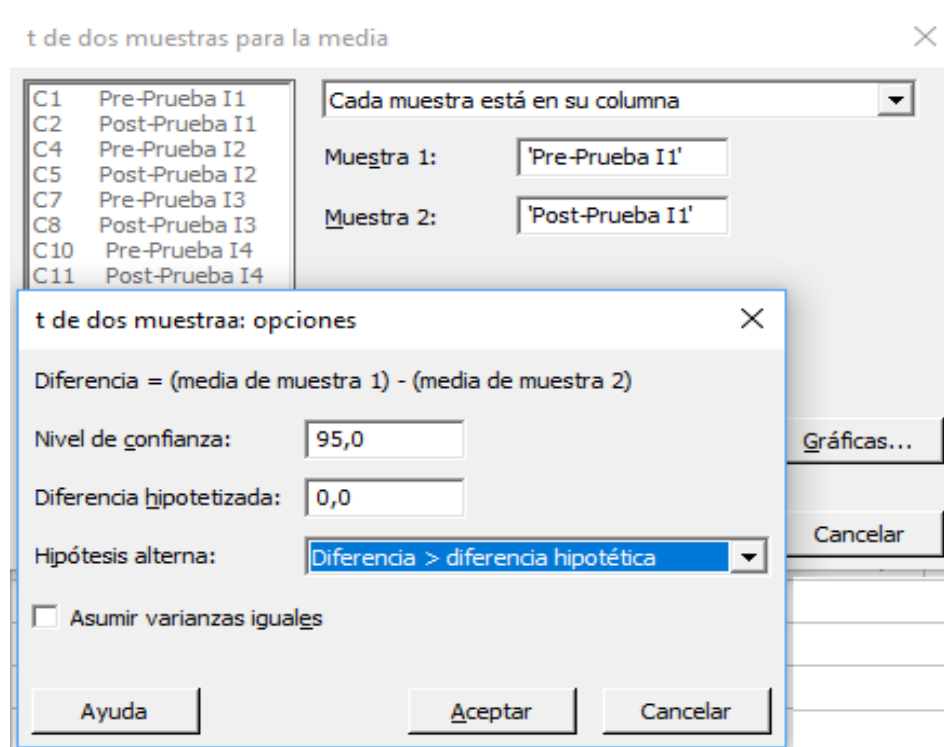 t de dos muestras para la media
C1 Pre-Prueba I1
C2 Post-Prueba I1
C4 Pre-Prueba I2
C5 Post-Prueba I2
C7 Pre-Prueba I3
C8 Post-Prueba I3
C10 Pre-Prueba I4
C11 Post-Prueba I4
Cada muestra está en su columna
Muestra 1: 'Pre-Prueba I1'
Muestra 2: 'Post-Prueba I1'
Gráficas...
Cancelar
t de dos muestraa: opciones
Diferencia = (media de muestra 1) - (media de muestra 2)
Nivel de confianza: 95,0
Diferencia hipotetizada: 0,0
Hipótesis alterna: Diferencia > diferencia hipotética
Asumir varianzas iguales
Ayuda Aceptar Cancelar